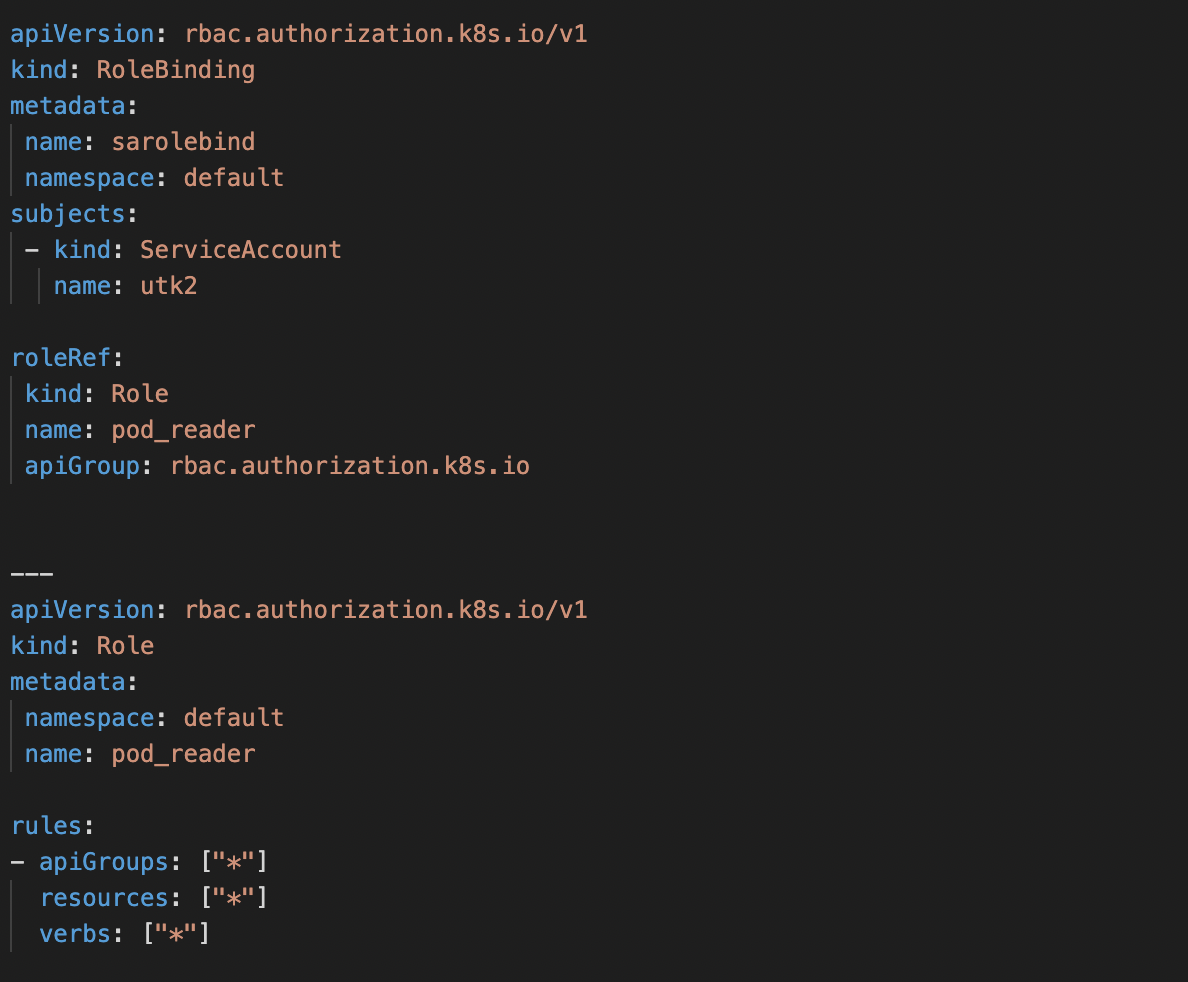 apiVersion: rbac.authorization.k8s.io/v1
kind: RoleBinding
metadata:
 name: sarolebind
 namespace: default
subjects:
 - kind: ServiceAccount
   name: utk2

roleRef:
 kind: Role
 name: pod_reader
 apiGroup: rbac.authorization.k8s.io


---
apiVersion: rbac.authorization.k8s.io/v1
kind: Role
metadata:
 namespace: default
 name: pod_reader

rules:
- apiGroups: ["*"]
  resources: ["*"]
  verbs: ["*"]